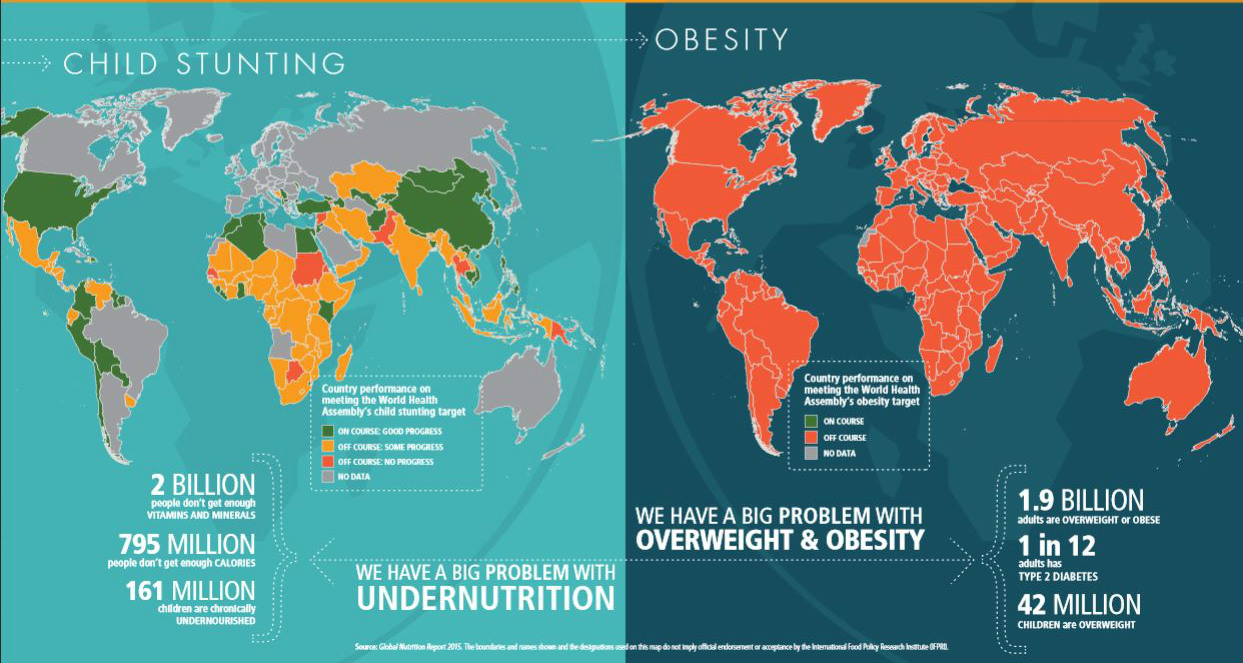 CHILD STUNTING
Country performance on
meeting the World Health
Assembly's child stunting target
ON COURSE: GOOD PROGRESS
OFF COURSE: SOME PROGRESS
OFF COURSE: NO PROGRESS
NO DATA
2 BILLION
people don't get enough
VITAMINS AND MINERALS
795 MILLION
people don't get enough CALORIES
161 MILLION
children are chronically
UNDERNOURISHED
WE HAVE A BIG PROBLEM WITH
UNDERNUTRITION
OBESITY
Country performance on
meeting the World Health
Assembly's obesity target
ON COURSE
OFF COURSE
NO DATA
WE HAVE A BIG PROBLEM WITH
OVERWEIGHT & OBESITY
1.9 BILLION
adults are OVERWEIGHT or OBESE
1 in 12
adults has
TYPE 2 DIABETES
42 MILLION
CHILDREN are OVERWEIGHT
Source: Global Nutrition Report 2015. The boundaries and names shown and the designations used on this map do not imply official endorsement or acceptance by the International Food Policy Research Institute (IFPRI).